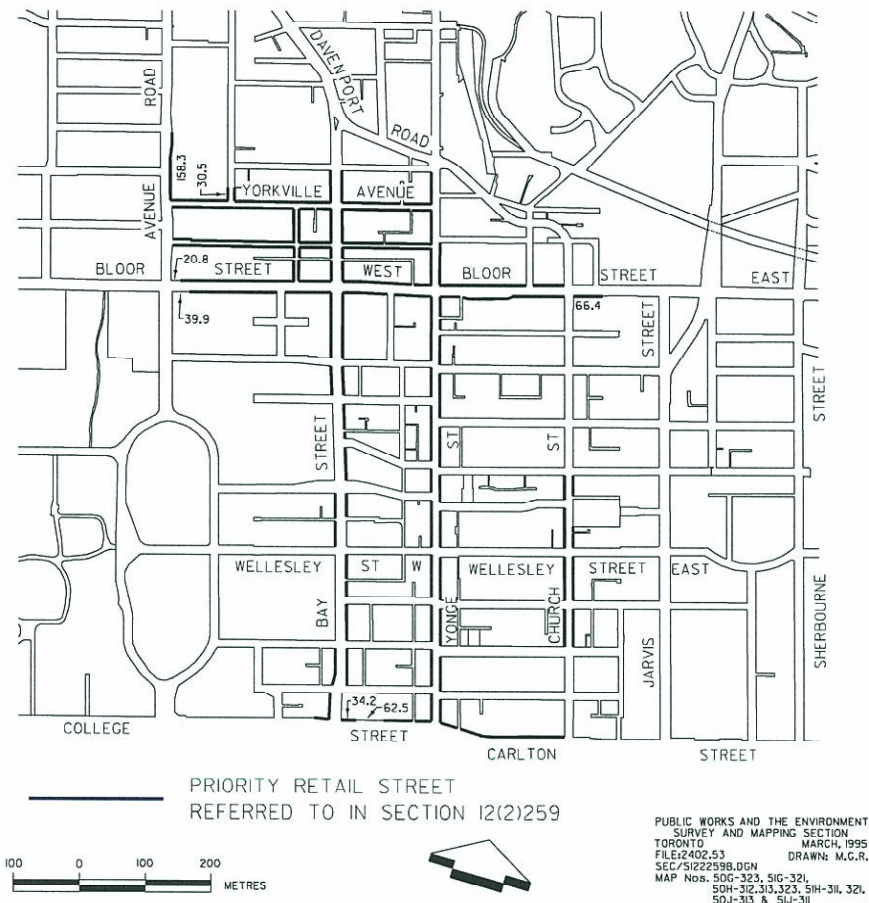 DAVENPORT
ROAD
ROAD
AVENUE
158.3
30.5
YORKVILLE AVENUE
20.8
BLOOR STREET WEST BLOOR STREET EAST
39.9
66.4
STREET
STREET
STREET
ST
ST
WELLESLEY ST W WELLESLEY STREET EAST
BAY
YONGE
CHURCH
JARVIS
SHERBOURNE
34.2
62.5
COLLEGE
STREET
CARLTON STREET
PRIORITY RETAIL STREET
REFERRED TO IN SECTION 12(2)259
100 0 100 200
METRES
PUBLIC WORKS AND THE ENVIRONMENT
SURVEY AND MAPPING SECTION
TORONTO MARCH, 1995
FILE:2402.53 DRAWN: M.G.R.
SEC/S122259B.DGN
MAP Nos. 50G-323, 51G-321,
50H-312,313,323, 51H-311, 321,
50J-313 & 51J-311